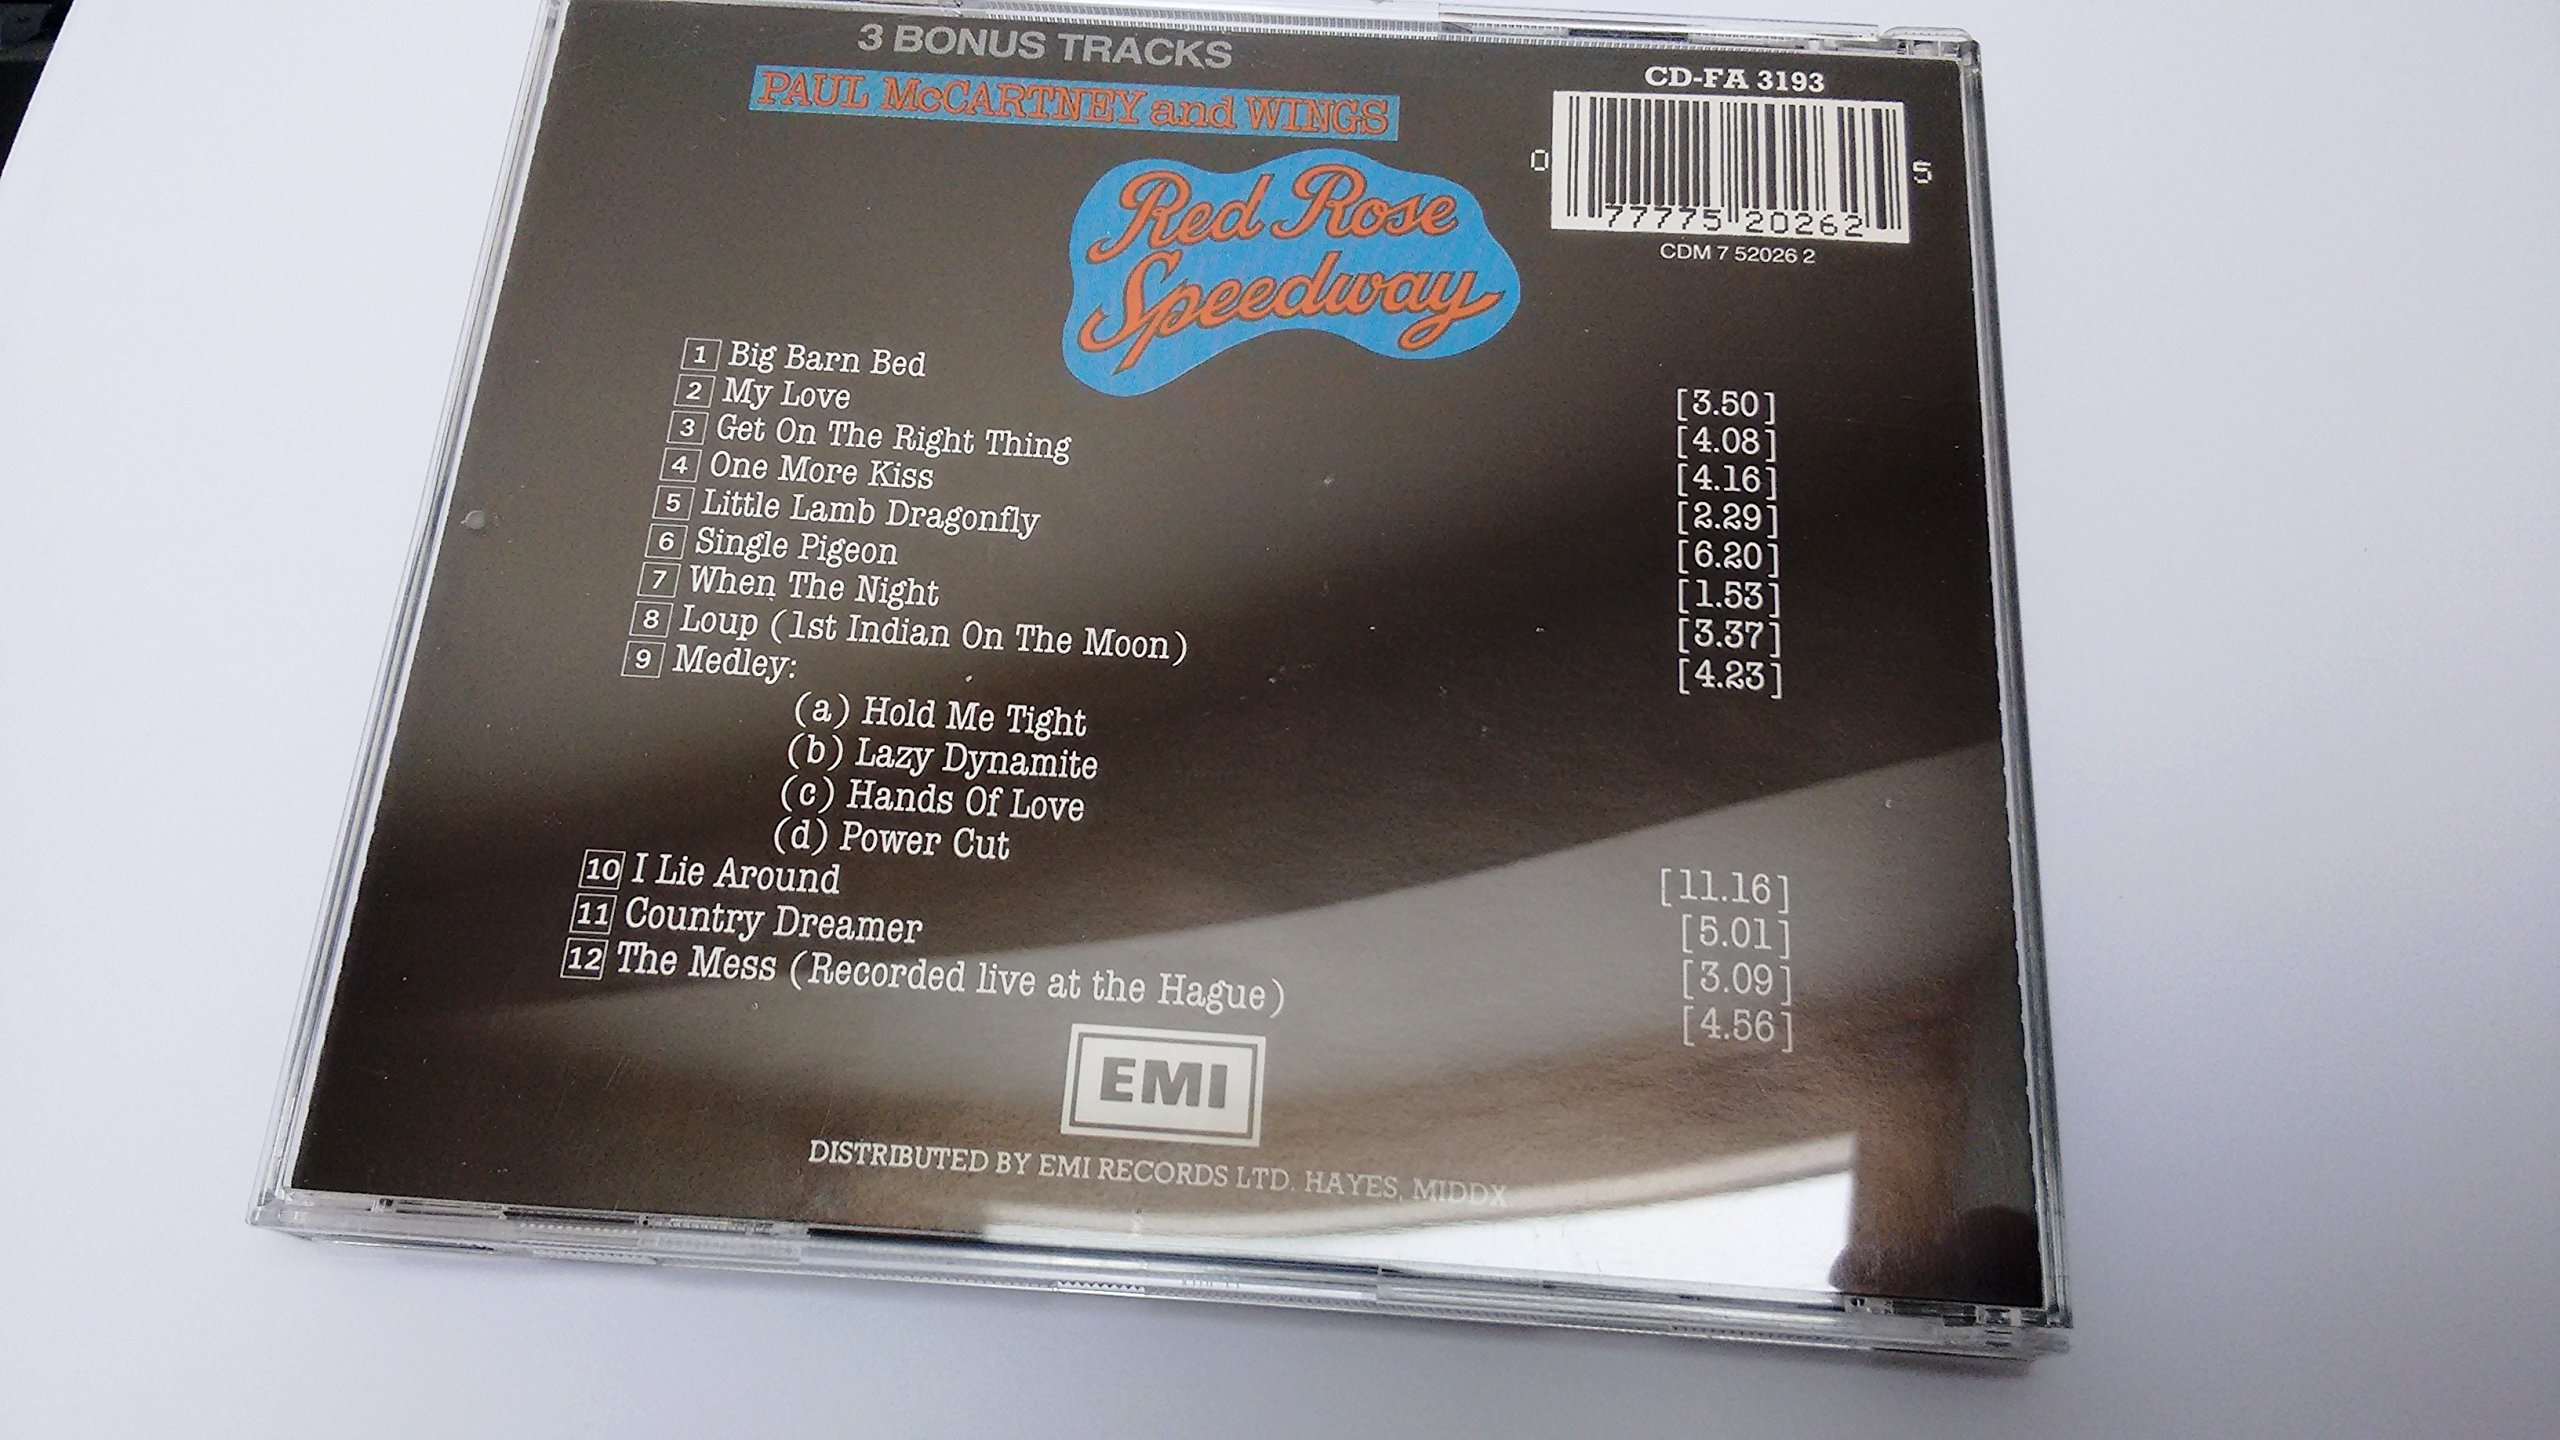 3 BONUS TRACKS
PAUL McCARTNEY and WINGS
Red Rose
Speedway
CD-FA 3193
0 77775 20262 5
CDM 7 52026 2
1 Big Barn Bed [3.50]
2 My Love [4.08]
3 Get On The Right Thing [4.16]
4 One More Kiss [2.29]
5 Little Lamb Dragonfly [6.20]
6 Single Pigeon [1.53]
7 When The Night [3.37]
8 Loup (1st Indian On The Moon) [4.23]
9 Medley:
(a) Hold Me Tight
(b) Lazy Dynamite
(c) Hands Of Love
(d) Power Cut [11.16]
10 I Lie Around [5.01]
11 Country Dreamer [3.09]
12 The Mess (Recorded live at the Hague) [4.56]
EMI
DISTRIBUTED BY EMI RECORDS LTD. HAYES, MIDDX